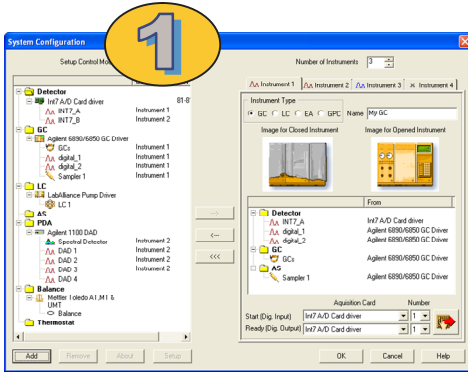 System Configuration
1
Setup Control Mod
Number of Instruments 3
Detector
Int7 A/D Card driver 81-8
INT7_A Instrument 1
INT7_B Instrument 2
GC
Agilent 6890/6850 GC Driver
GCs Instrument 1
digital_1 Instrument 1
digital_2 Instrument 1
Sampler 1 Instrument 1
LC
LabAlliance Pump Driver
LC 1
AS
PDA
Agilent 1100 DAD
Spectral Detector Instrument 2
DAD 1 Instrument 2
DAD 2 Instrument 2
DAD 3 Instrument 2
DAD 4
Balance
Mettler Toledo AT,MT &
UMT
Balance
Thermostat
Add Remove About Setup
--->
<---
<<<
Instrument 1 Instrument 2 Instrument 3 Instrument 4
Instrument Type
GC LC EA GPC Name My GC
Image for Closed Instrument Image for Opened Instrument
From
Detector
INT7_A Int7 A/D Card driver
digital_1 Agilent 6890/6850 GC Driver
digital_2 Agilent 6890/6850 GC Driver
GC
GCs Agilent 6890/6850 GC Driver
AS
Sampler 1 Agilent 6890/6850 GC Driver
Aquisition Card Number
Start (Dig. Input) Int7 A/D Card driver 1
Ready (Dig. Output) Int7 A/D Card driver 1
OK Cancel Help